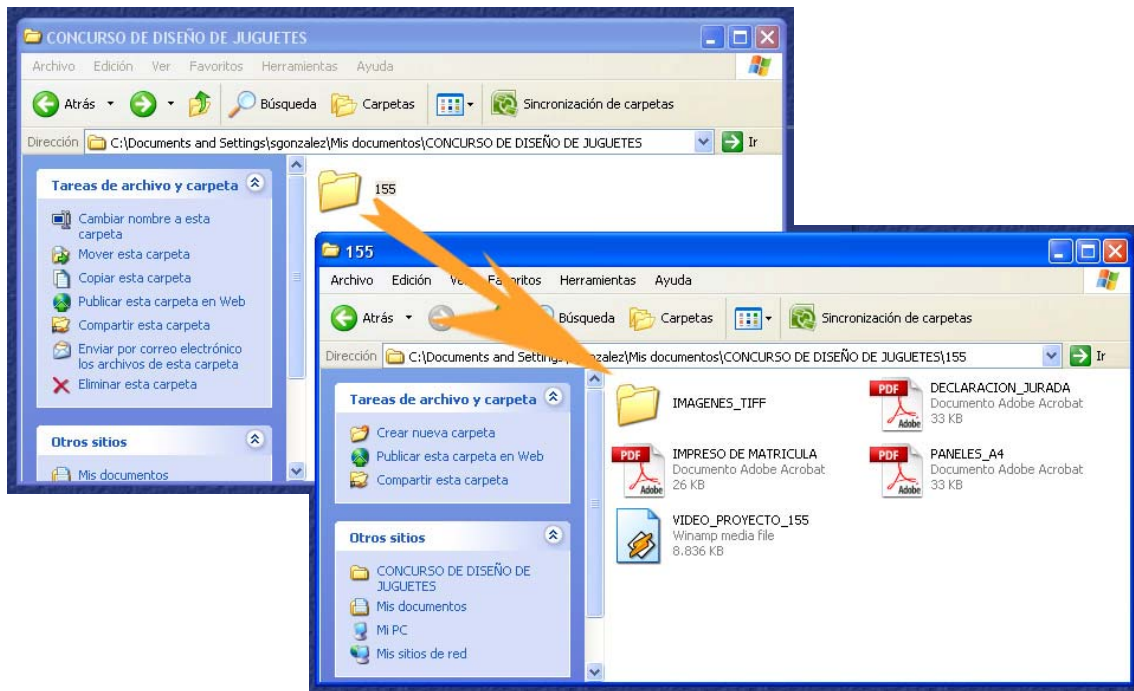 CONCURSO DE DISEÑO DE JUGUETES
Archivo Edición Ver Favoritos Herramientas Ayuda
Atrás Búsqueda Carpetas Sincronización de carpetas
Dirección C:\Documents and Settings\sgonzalez\Mis documentos\CONCURSO DE DISEÑO DE JUGUETES Ir
Tareas de archivo y carpeta
Cambiar nombre a esta
carpeta
Mover esta carpeta
Copiar esta carpeta
Publicar esta carpeta en Web
Compartir esta carpeta
Enviar por correo electrónico
los archivos de esta carpeta
Eliminar esta carpeta
Otros sitios
Mis documentos
155
155
Archivo Edición Favoritos Herramientas Ayuda
Atrás Búsqueda Carpetas Sincronización de carpetas
Dirección C:\Documents and \Mis documentos\CONCURSO DE DISEÑO DE JUGUETES\155 Ir
Tareas de archivo y carpeta
Crear nueva carpeta
Publicar esta carpeta en Web
Compartir esta carpeta
Otros sitios
CONCURSO DE DISEÑO DE
JUGUETES
Mis documentos
Mi PC
Mis sitios de red
IMAGENES_TIFF
PDF
Adobe
DECLARACION_JURADA
Documento Adobe Acrobat
33 KB
PDF
Adobe
IMPRESO DE MATRICULA
Documento Adobe Acrobat
26 KB
PDF
Adobe
PANELES_A4
Documento Adobe Acrobat
33 KB
VIDEO_PROYECTO_155
Winamp media file
8.836 KB